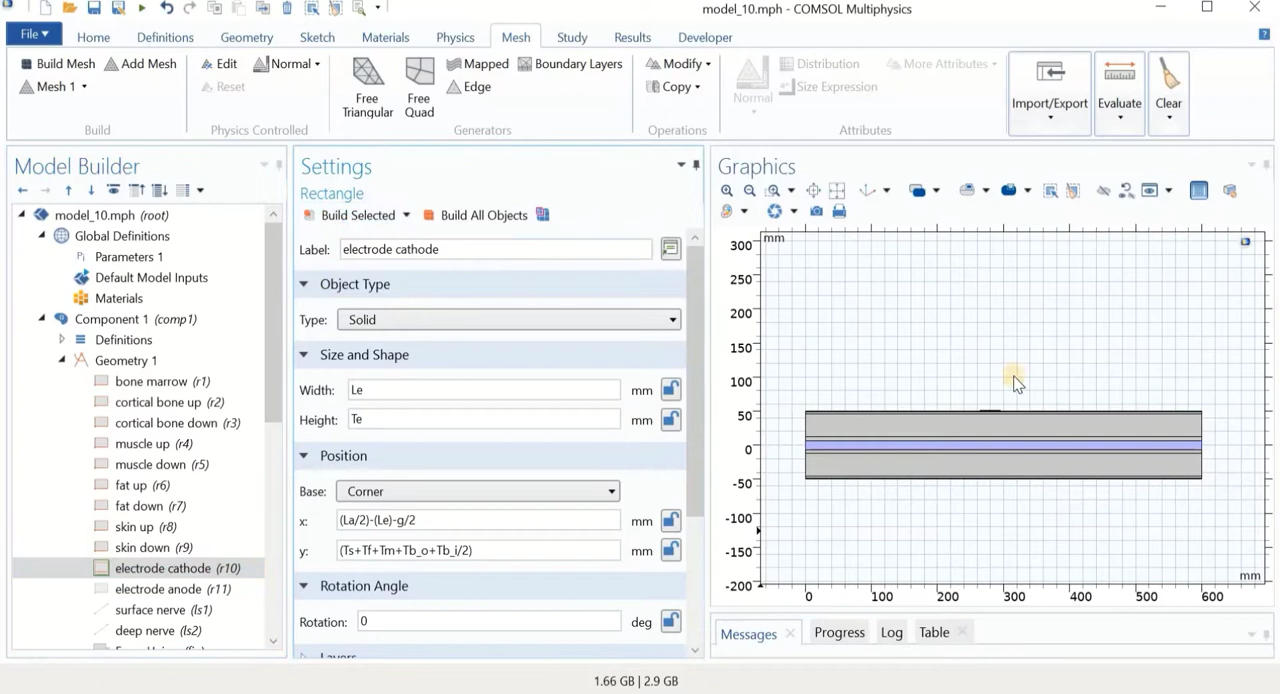 model_10.mph - COMSOL Multiphysics
File
Home
Definitions
Geometry
Sketch
Materials
Physics
Mesh
Study
Results
Developer
Build Mesh
Add Mesh
Mesh 1
Build
Edit
Normal
Reset
Physics Controlled
Free
Triangular
Free
Quad
Mapped
Boundary Layers
Edge
Generators
Modify
Copy
Operations
Normal
Distribution
Size Expression
More Attributes
Attributes
Import/Export
Evaluate
Clear
Model Builder
model_10.mph (root)
Global Definitions
Pi Parameters 1
Default Model Inputs
Materials
Component 1 (comp1)
Definitions
Geometry 1
bone marrow (r1)
cortical bone up (r2)
cortical bone down (r3)
muscle up (r4)
muscle down (r5)
fat up (r6)
fat down (r7)
skin up (r8)
skin down (r9)
electrode cathode (r10)
electrode anode (r11)
surface nerve (ls1)
deep nerve (ls2)
Settings
Rectangle
Build Selected
Build All Objects
Label: electrode cathode
Object Type
Type: Solid
Size and Shape
Width: Le mm
Height: Te mm
Position
Base: Corner
x: (La/2)-(Le)-g/2 mm
y: (Ts+Tf+Tm+Tb_o+Tb_i/2) mm
Rotation Angle
Rotation: 0 deg
Graphics
mm
300
250
200
150
100
50
0
-50
-100
-150
-200
mm
0 100 200 300 400 500 600
Messages
Progress
Log
Table
1.66 GB | 2.9 GB